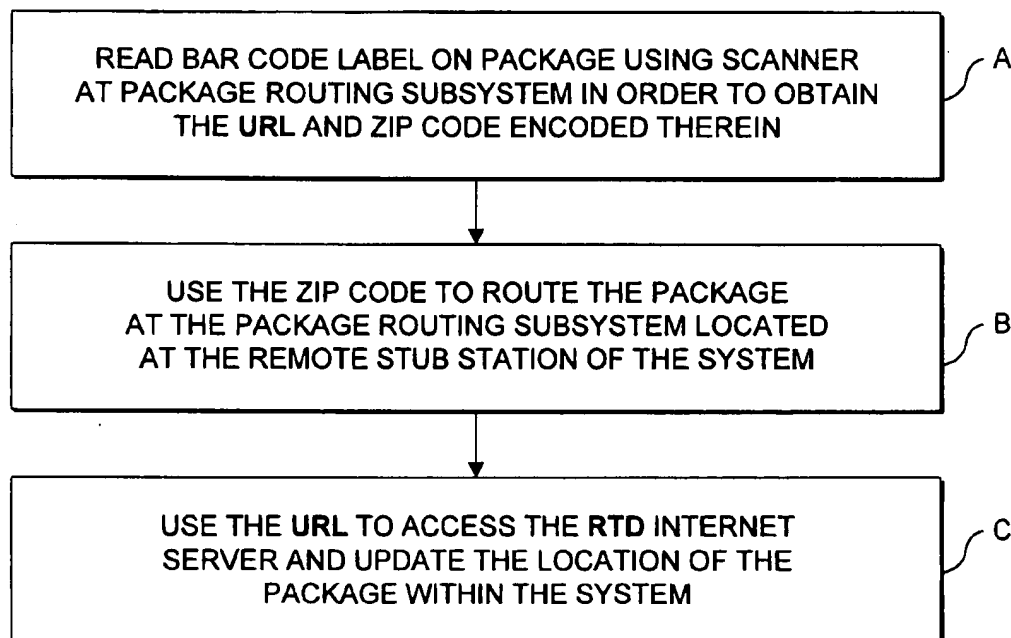 READ BAR CODE LABEL ON PACKAGE USING SCANNER
AT PACKAGE ROUTING SUBSYSTEM IN ORDER TO OBTAIN
THE URL AND ZIP CODE ENCODED THEREIN
A
USE THE ZIP CODE TO ROUTE THE PACKAGE
AT THE PACKAGE ROUTING SUBSYSTEM LOCATED
AT THE REMOTE STUB STATION OF THE SYSTEM
B
USE THE URL TO ACCESS THE RTD INTERNET
SERVER AND UPDATE THE LOCATION OF THE
PACKAGE WITHIN THE SYSTEM
C